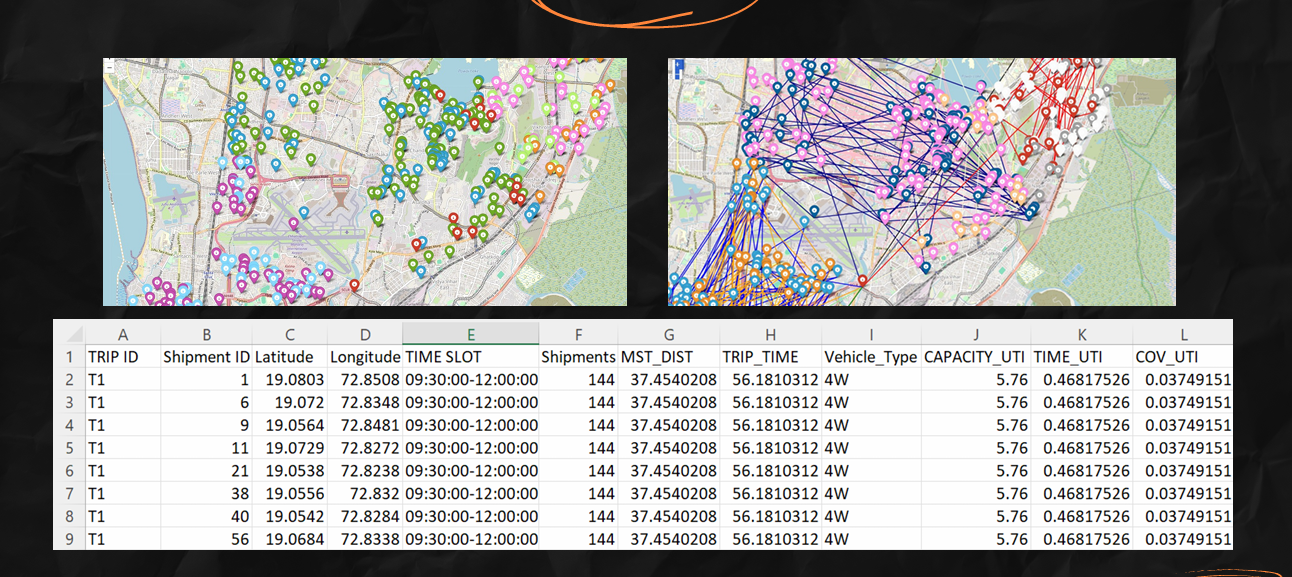 A B C D E F G H I J K L
1 TRIP ID Shipment ID Latitude Longitude TIME SLOT Shipments MST_DIST TRIP_TIME Vehicle_Type CAPACITY_UTI TIME_UTI COV_UTI
2 T1 1 19.0803 72.8508 09:30:00-12:00:00 144 37.4540208 56.1810312 4W 5.76 0.46817526 0.03749151
3 T1 6 19.072 72.8348 09:30:00-12:00:00 144 37.4540208 56.1810312 4W 5.76 0.46817526 0.03749151
4 T1 9 19.0564 72.8481 09:30:00-12:00:00 144 37.4540208 56.1810312 4W 5.76 0.46817526 0.03749151
5 T1 11 19.0729 72.8272 09:30:00-12:00:00 144 37.4540208 56.1810312 4W 5.76 0.46817526 0.03749151
6 T1 21 19.0538 72.8238 09:30:00-12:00:00 144 37.4540208 56.1810312 4W 5.76 0.46817526 0.03749151
7 T1 38 19.0556 72.832 09:30:00-12:00:00 144 37.4540208 56.1810312 4W 5.76 0.46817526 0.03749151
8 T1 40 19.0542 72.8284 09:30:00-12:00:00 144 37.4540208 56.1810312 4W 5.76 0.46817526 0.03749151
9 T1 56 19.0684 72.8338 09:30:00-12:00:00 144 37.4540208 56.1810312 4W 5.76 0.46817526 0.03749151